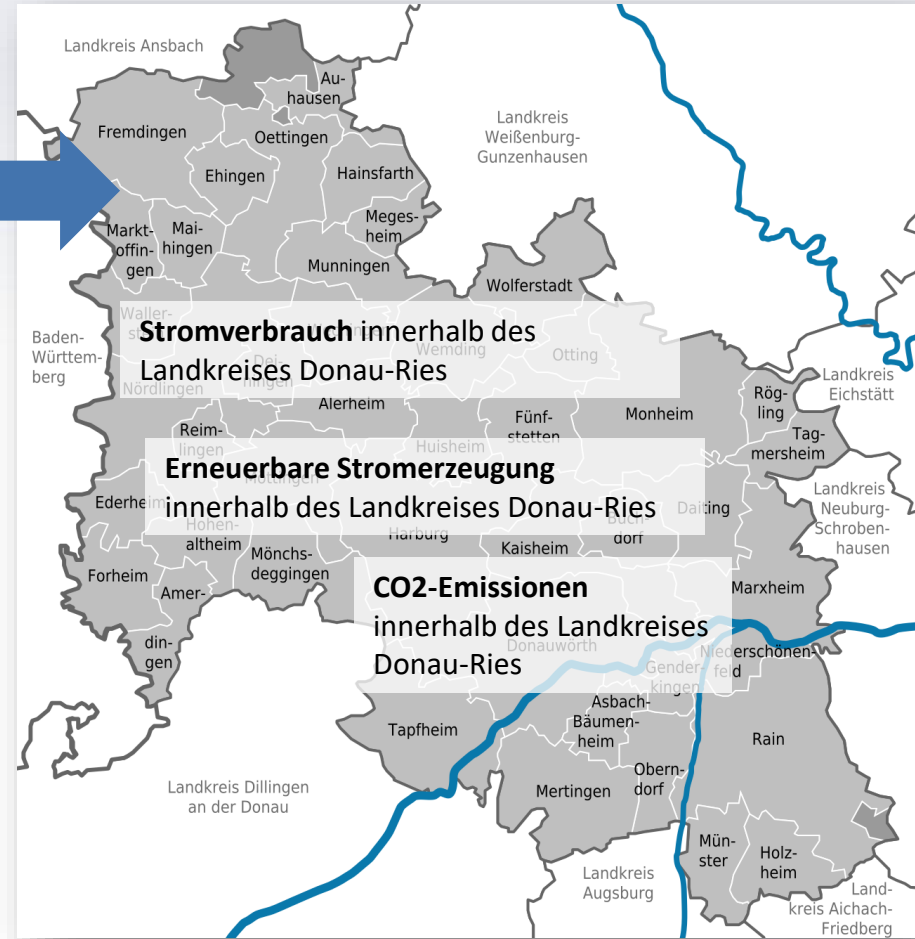 Landkreis Ansbach
Au-
hausen
Fremdingen
Oettingen
Landkreis
Weißenburg-
Gunzenhausen
Ehingen
Hainsfarth
Markt-
offin-
gen
Mai-
hingen
Meges-
heim
Munningen
Wolferstadt
Waller-
Baden-
Württem-
berg
Stromverbrauch innerhalb des
Landkreises Donau-Ries
Wemding
Otting
Dei-
ningen
Nördlingen
Alerheim
Fünf-
stetten
Monheim
Rög-
ling
Landkreis
Eichstätt
Tag-
mersheim
Reim-
lingen
Huisheim
Erneuerbare Stromerzeugung
innerhalb des Landkreises Donau-Ries
Möttingen
Ederheim
Hohen-
altheim
Harburg
Buch-
dorf
Daiting
Landkreis
Neuburg-
Schroben-
hausen
Kaisheim
Mönchs-
deggingen
Forheim
Amer-
din-
gen
CO2-Emissionen
innerhalb des Landkreises
Donau-Ries
Marxheim
Donauwörth
Niederschönen-
feld
Gender-
kingen
Asbach-
Bäumen-
heim
Tapfheim
Rain
Landkreis Dillingen
an der Donau
Mertingen
Obern-
dorf
Mün-
ster
Holz-
heim
Landkreis
Augsburg
Land-
kreis Aichach-
Friedberg